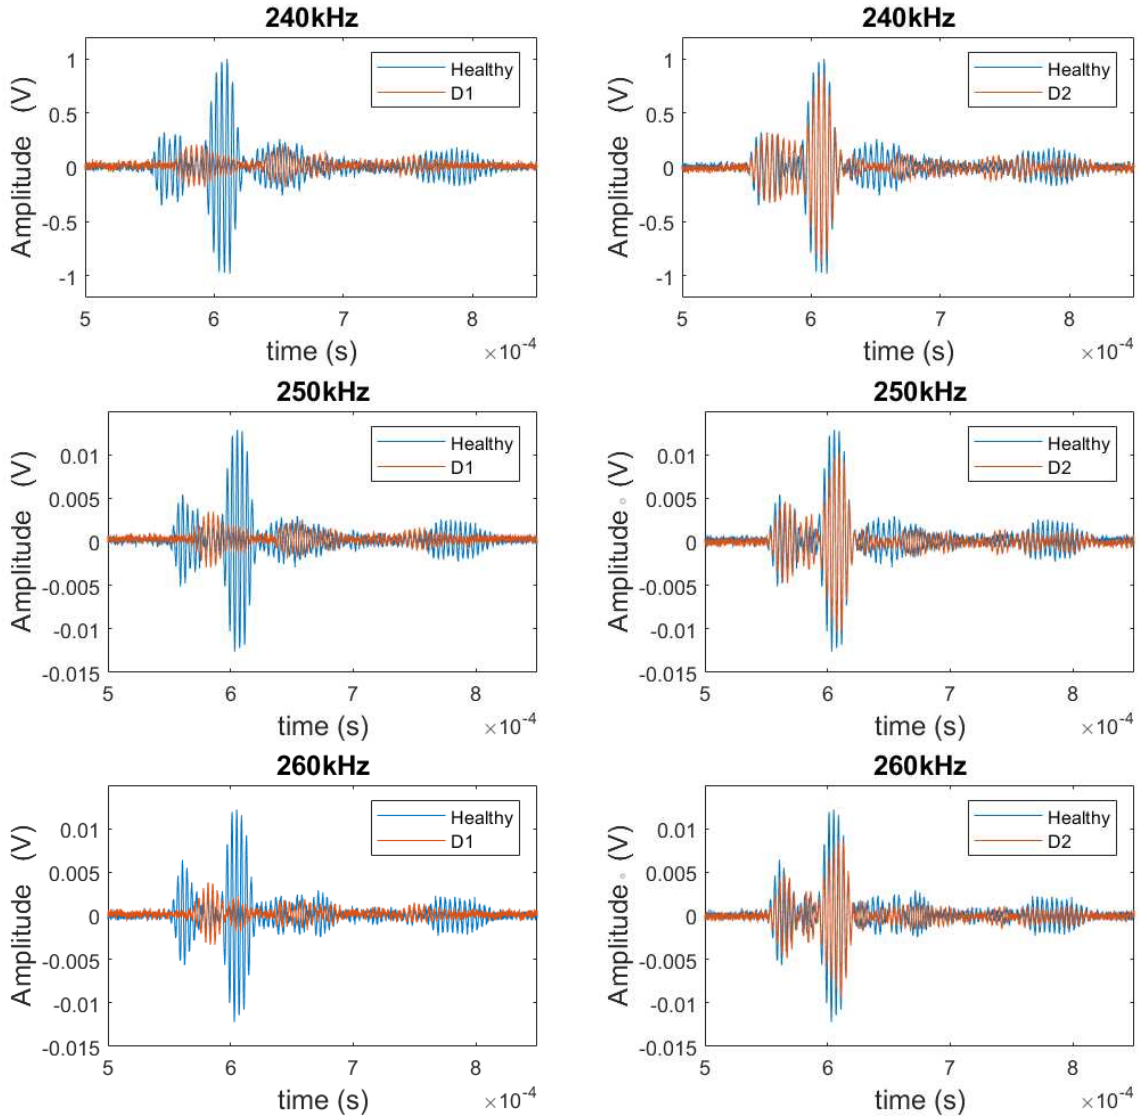 240kHz
Healthy
D1
1
0.5
0
-0.5
-1
Amplitude (V)
5
6
7
8
time (s)
×10-4
240kHz
Healthy
D2
1
0.5
0
-0.5
-1
Amplitude (V)
5
6
7
8
time (s)
×10-4
250kHz
Healthy
D1
0.01
0.005
0
-0.005
-0.01
-0.015
Amplitude (V)
5
6
7
8
time (s)
×10-4
250kHz
Healthy
D2
0.01
0.005
0
-0.005
-0.01
-0.015
Amplitude (V)
5
6
7
8
time (s)
×10-4
260kHz
Healthy
D1
0.01
0.005
0
-0.005
-0.01
-0.015
Amplitude (V)
5
6
7
8
time (s)
×10-4
260kHz
Healthy
D2
0.01
0.005
0
-0.005
-0.01
-0.015
Amplitude (V)
5
6
7
8
time (s)
×10-4